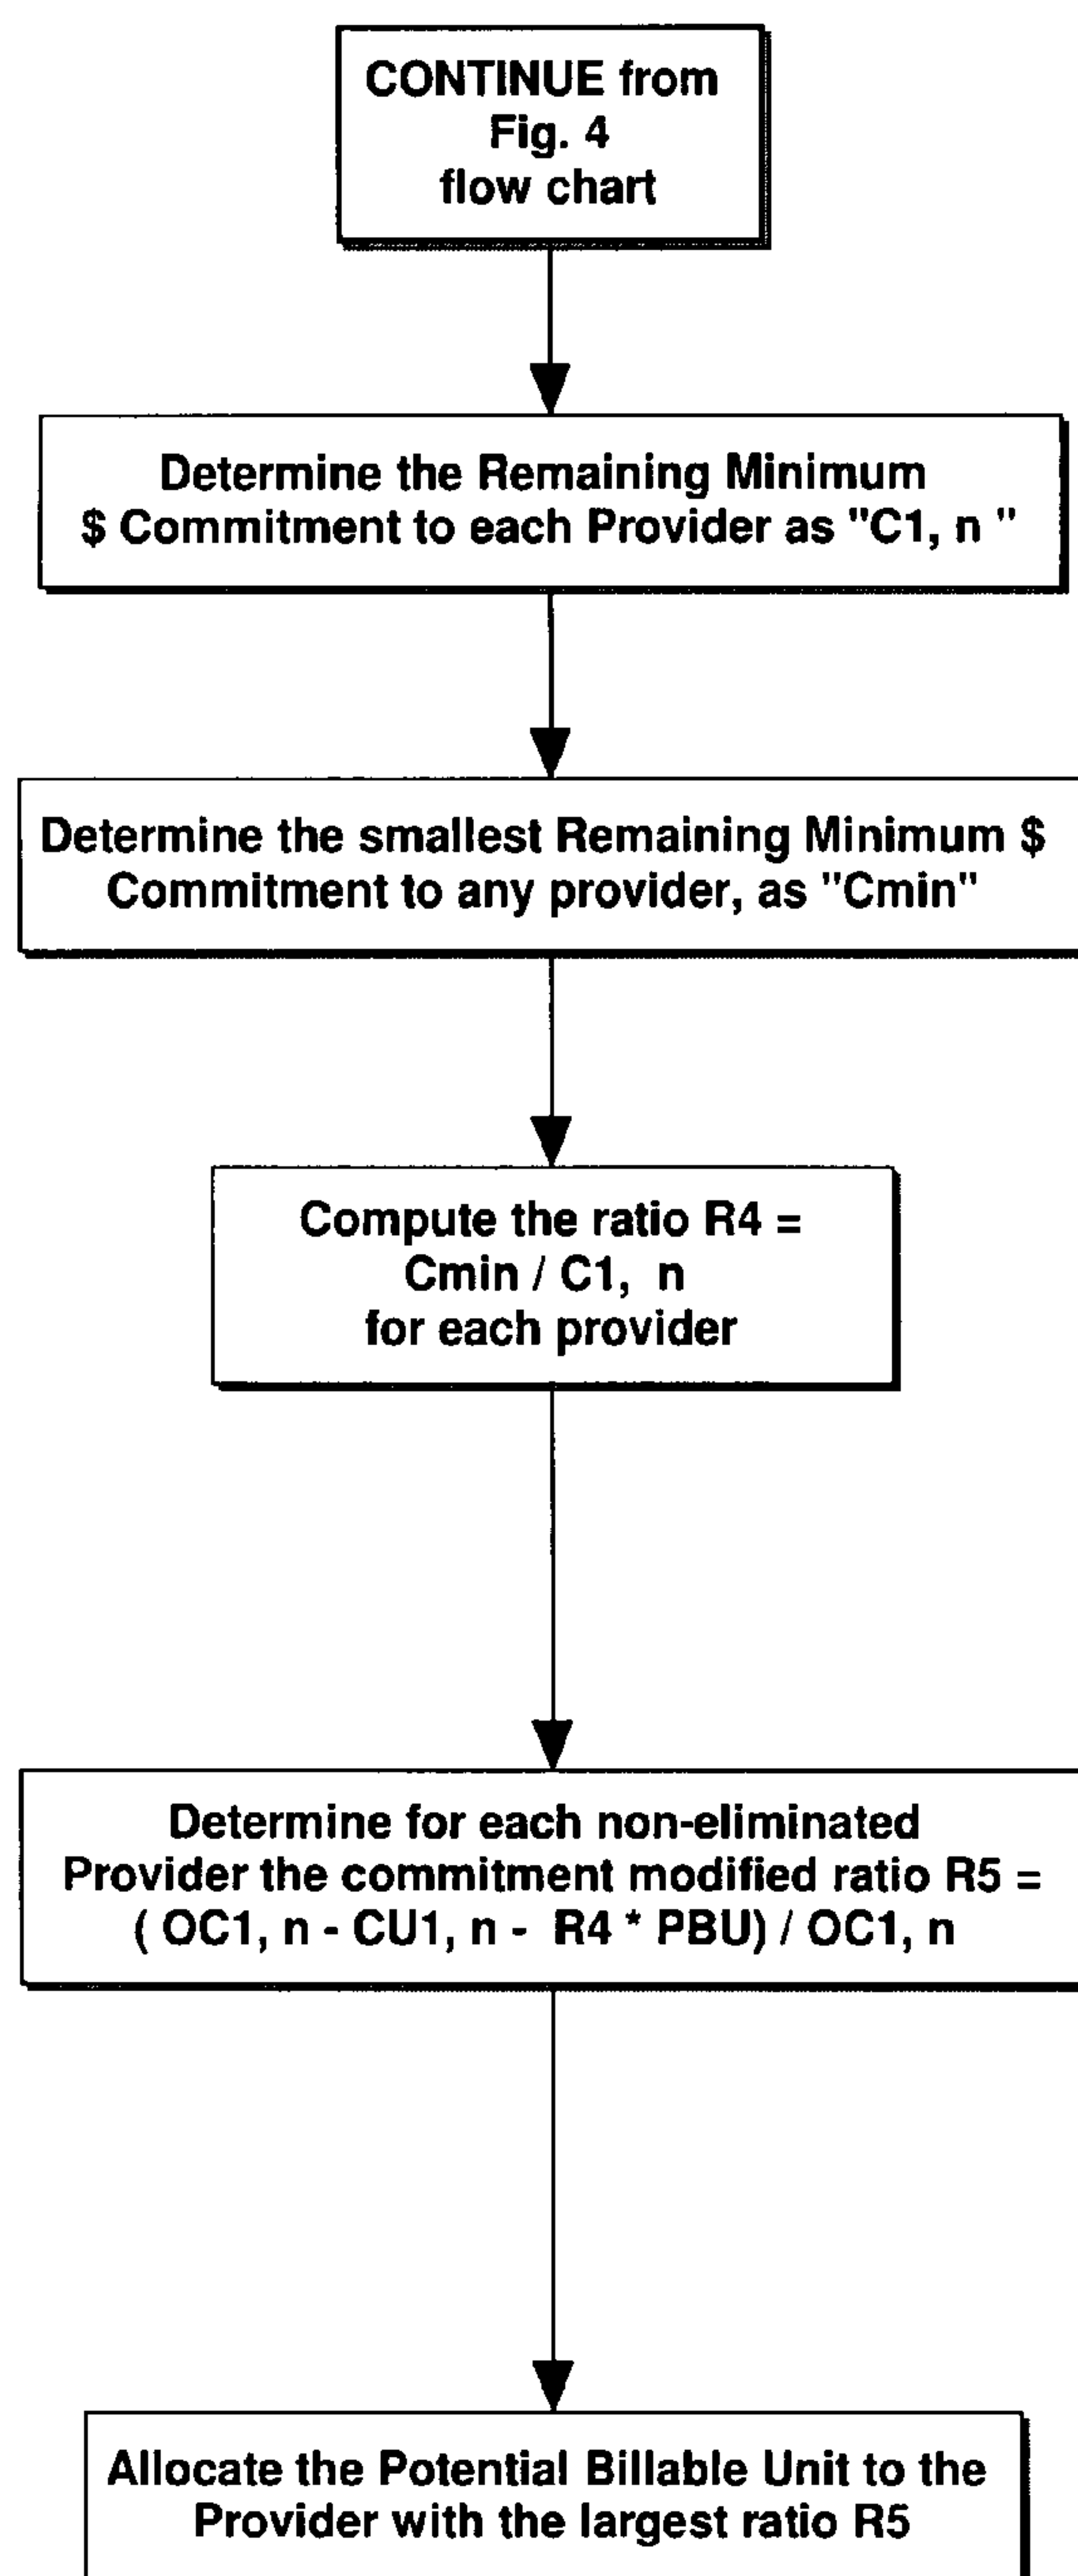 CONTINUE from
Fig. 4
flow chart
Determine the Remaining Minimum
$ Commitment to each Provider as "C1, n "
Determine the smallest Remaining Minimum $
Commitment to any provider, as "Cmin"
Compute the ratio R4 =
Cmin / C1, n
for each provider
Determine for each non-eliminated
Provider the commitment modified ratio R5 =
( OC1, n - CU1, n - R4 * PBU) / OC1, n
Allocate the Potential Billable Unit to the
Provider with the largest ratio R5